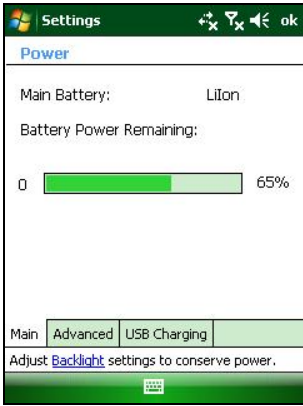 Settings ok
Power
Main Battery: LiIon
Battery Power Remaining:
0 65%
Main Advanced USB Charging
Adjust Backlight settings to conserve power.